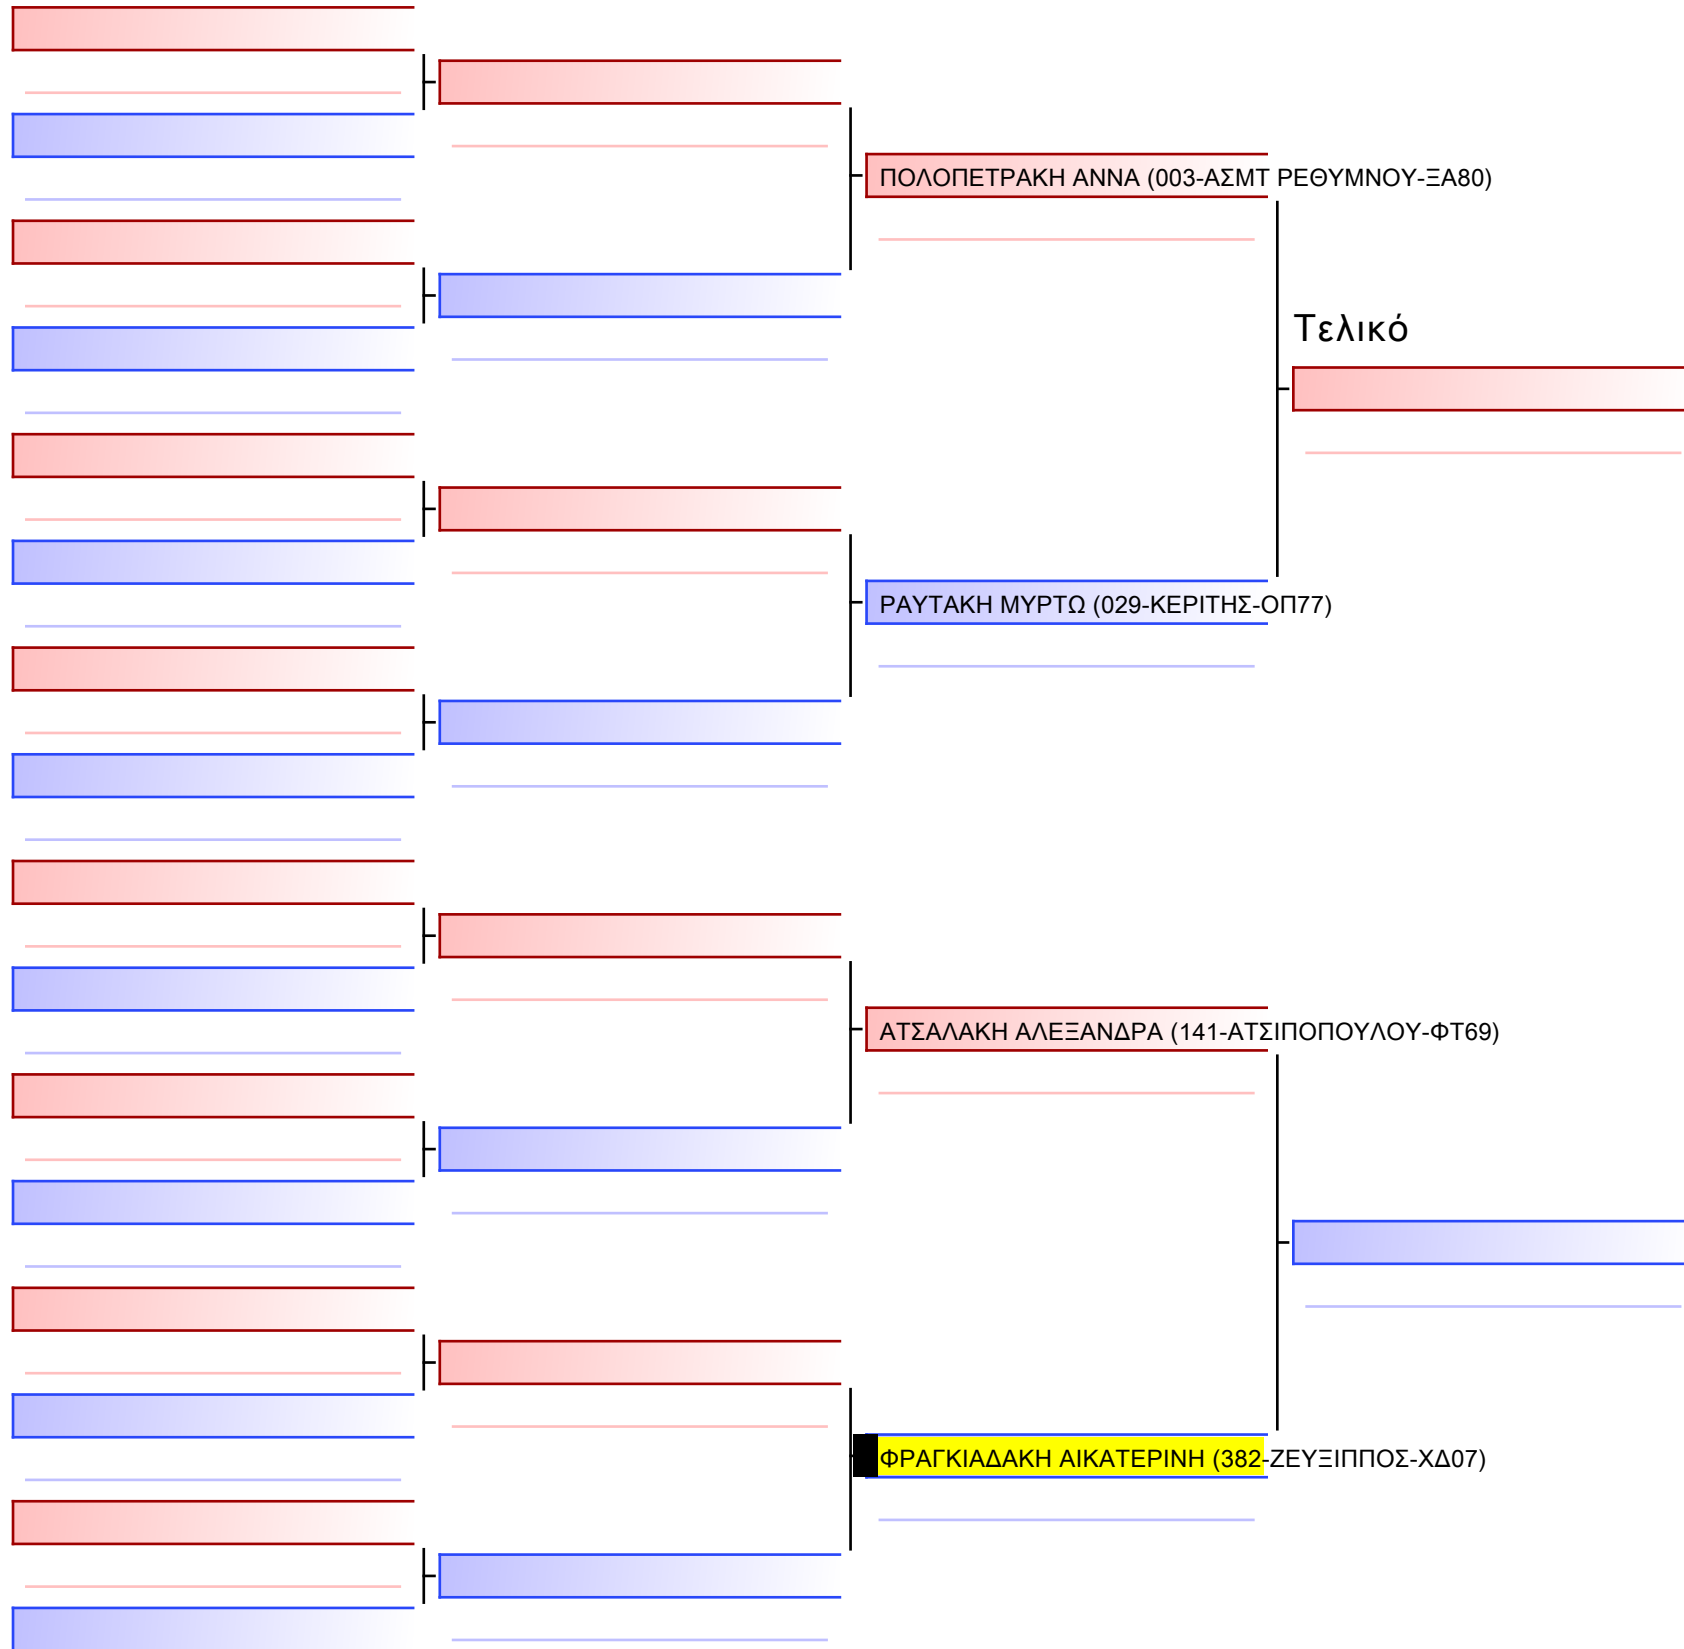 ΠΟΛΟΠΕΤΡΑΚΗ ΑΝΝΑ (003-ΑΣΜΤ ΡΕΘΥΜΝΟΥ-ΞΑ80)
Τελικό
ΡΑΥΤΑΚΗ ΜΥΡΤΩ (029-ΚΕΡΙΤΗΣ-ΟΠ77)
ΑΤΣΑΛΑΚΗ ΑΛΕΞΑΝΔΡΑ (141-ΑΤΣΙΠΟΠΟΥΛΟΥ-ΦΤ69)
ΦΡΑΓΚΙΑΔΑΚΗ ΑΙΚΑΤΕΡΙΝΗ (382-ΖΕΥΞΙΠΠΟΣ-ΧΔ07)